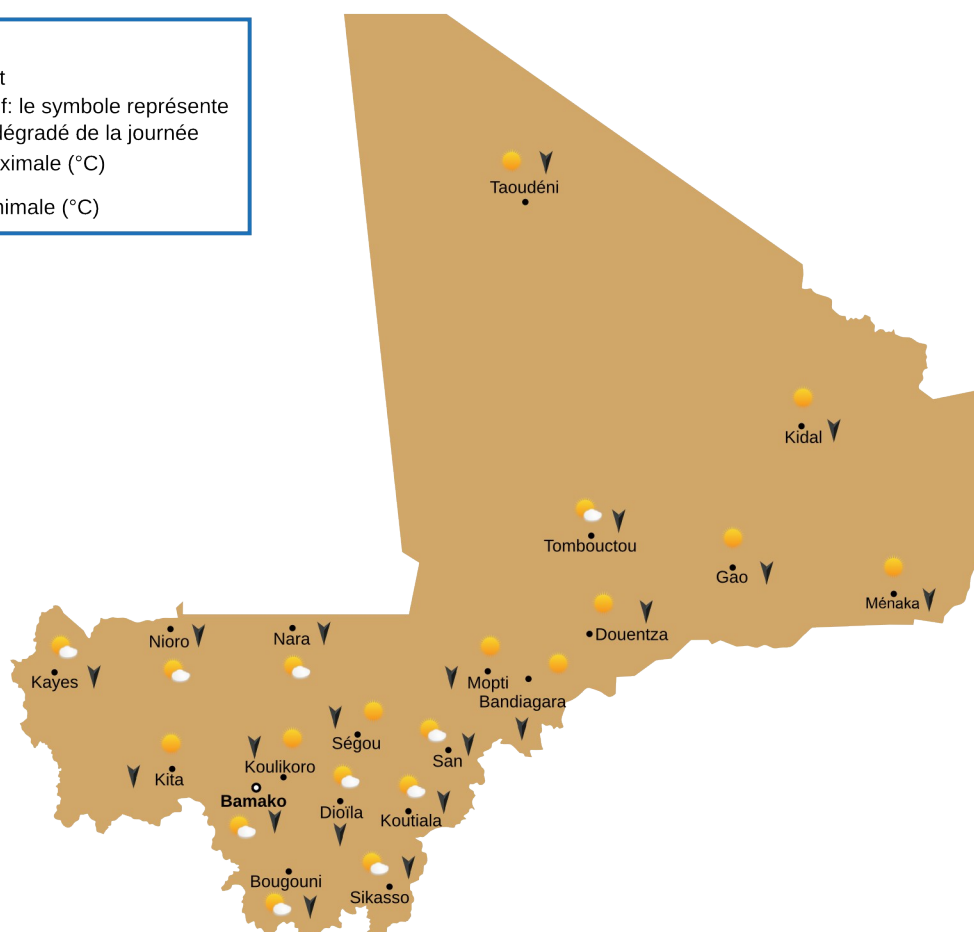 t
f: le symbole représente
dégradé de la journée
ximale (°C)
nimale (°C)
Taoudéni
Kidal
Tombouctou
Gao
Ménaka
Douentza
Nioro
Nara
Kayes
Mopti
Bandiagara
Ségou
San
Koulikoro
Kita
Bamako
Dioïla
Koutiala
Bougouni
Sikasso